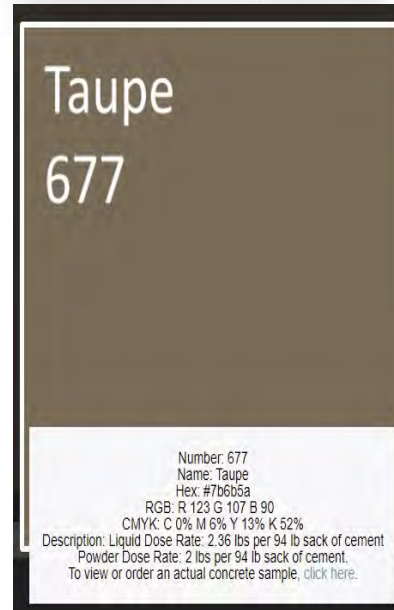 Taupe
677
Number: 677
Name: Taupe
Hex: #7b6b5a
RGB: R 123 G 107 B 90
CMYK: C 0% M 6% Y 13% K 52%
Description: Liquid Dose Rate: 2.36 lbs per 94 lb sack of cement
Powder Dose Rate: 2 lbs per 94 lb sack of cement.
To view or order an actual concrete sample, click here.